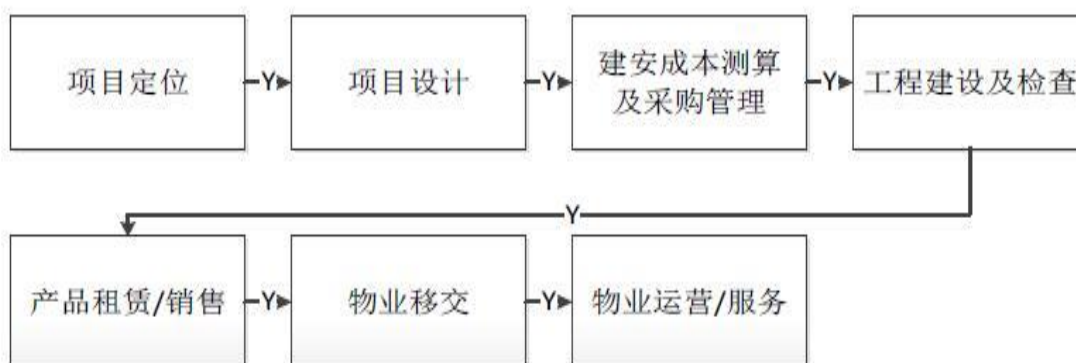 项目定位
Y
项目设计
Y
建安成本测算
及采购管理
Y
工程建设及检查
Y
产品租赁/销售
Y
物业移交
Y
物业运营/服务